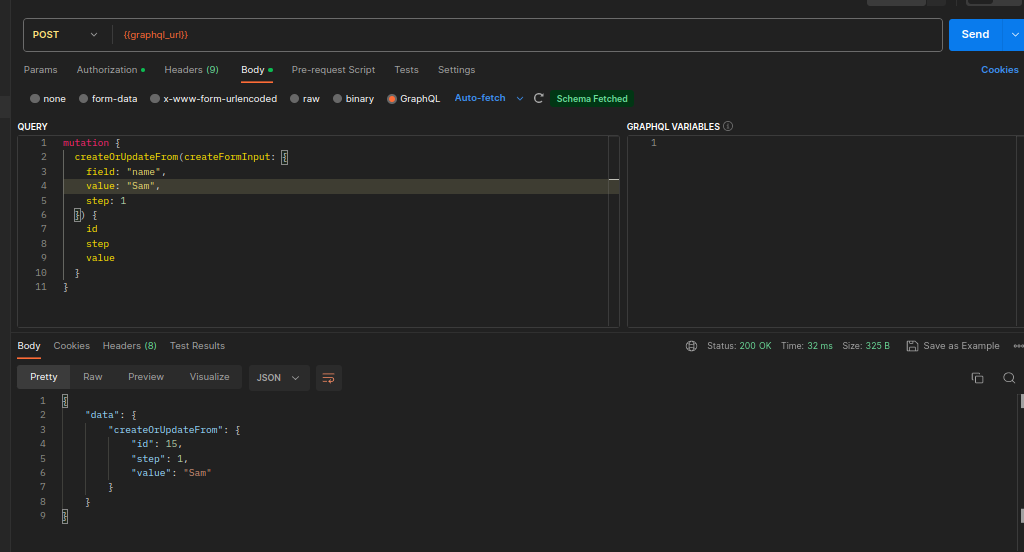 POST {{graphql_url}} Send
Params Authorization Headers (9) Body Pre-request Script Tests Settings Cookies
none form-data x-www-form-urlencoded raw binary GraphQL Auto-fetch Schema Fetched
QUERY GRAPHQL VARIABLES
1 mutation { 1
2 createOrUpdateFrom(createFormInput: {
3 field: "name",
4 value: "Sam",
5 step: 1
6 }) {
7 id
8 step
9 value
10 }
11 }
Body Cookies Headers (8) Test Results Status: 200 OK Time: 32 ms Size: 325 B Save as Example
Pretty Raw Preview Visualize JSON
1 {
2 "data": {
3 "createOrUpdateFrom": {
4 "id": 15,
5 "step": 1,
6 "value": "Sam"
7 }
8 }
9 }